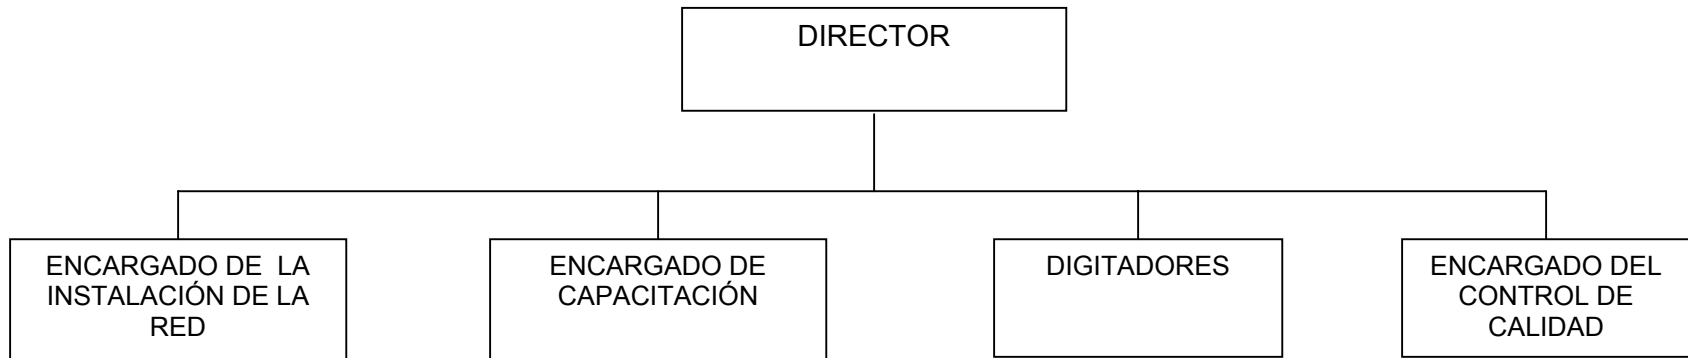 DIRECTOR
ENCARGADO DE LA
INSTALACIÓN DE LA
RED
ENCARGADO DE
CAPACITACIÓN
DIGITADORES
ENCARGADO DEL
CONTROL DE
CALIDAD